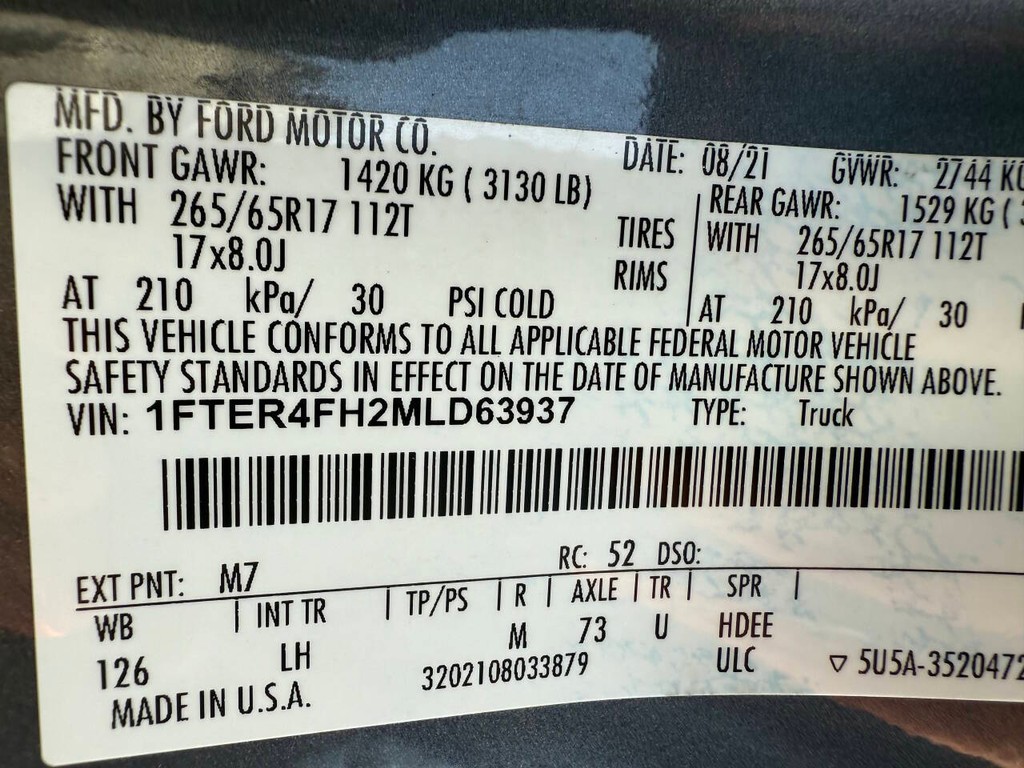 MFD. BY FORD MOTOR CO.
DATE: 08/21 GVWR: 2744 KG
FRONT GAWR: 1420 KG ( 3130 LB)
REAR GAWR: 1529 KG (
WITH 265/65R17 112T TIRES WITH 265/65R17 112T
17x8.0J RIMS 17x8.0J
AT 210 kPa/ 30 PSI COLD AT 210 kPa/ 30
THIS VEHICLE CONFORMS TO ALL APPLICABLE FEDERAL MOTOR VEHICLE
SAFETY STANDARDS IN EFFECT ON THE DATE OF MANUFACTURE SHOWN ABOVE.
VIN: 1FTER4FH2MLD63937 TYPE: Truck
EXT PNT: M7 RC: 52 DSO:
WB | INT TR | TP/PS | R | AXLE | TR | SPR |
126 LH M 73 U HDEE
3202108033879 ULC ▽ 5U5A-3520472
MADE IN U.S.A.